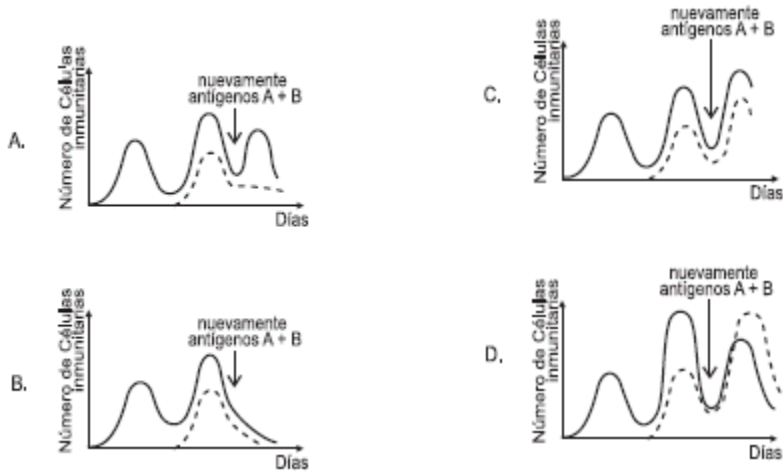 A.
Número de Células
inmunitarias
nuevamente
antígenos A + B
Días
B.
Número de Células
inmunitarias
nuevamente
antígenos A + B
Días
C.
Número de Células
inmunitarias
nuevamente
antígenos A + B
Días
D.
Número de Células
inmunitarias
nuevamente
antígenos A + B
Días